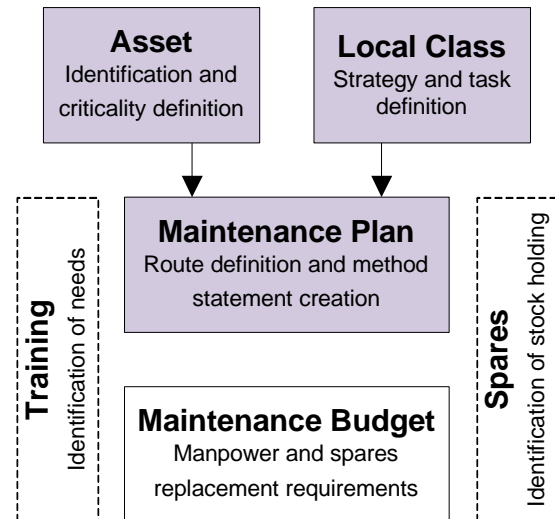 Asset
Identification and
criticality definition
Local Class
Strategy and task
definition
Training
Identification of needs
Maintenance Plan
Route definition and method
statement creation
Maintenance Budget
Manpower and spares
replacement requirements
Spares
Identification of stock holding